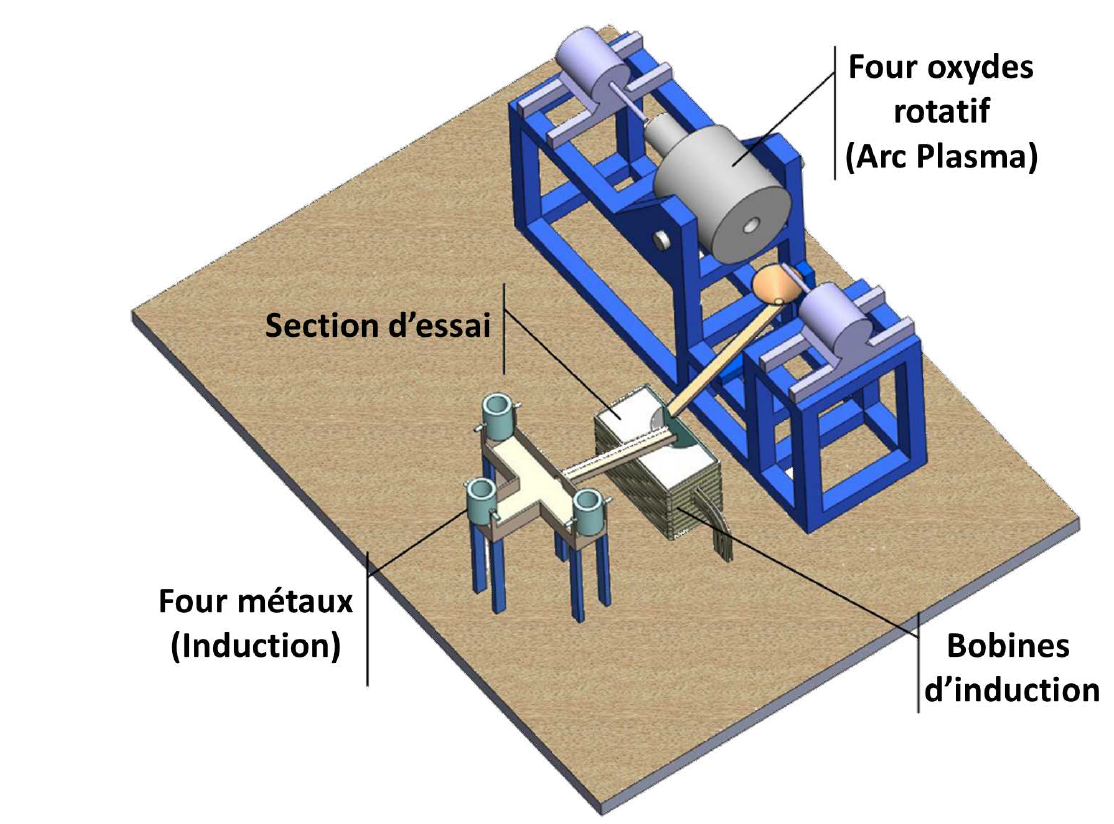 Four oxydes
rotatif
(Arc Plasma)
Section d’essai
Four métaux
(Induction)
Bobines
d’induction